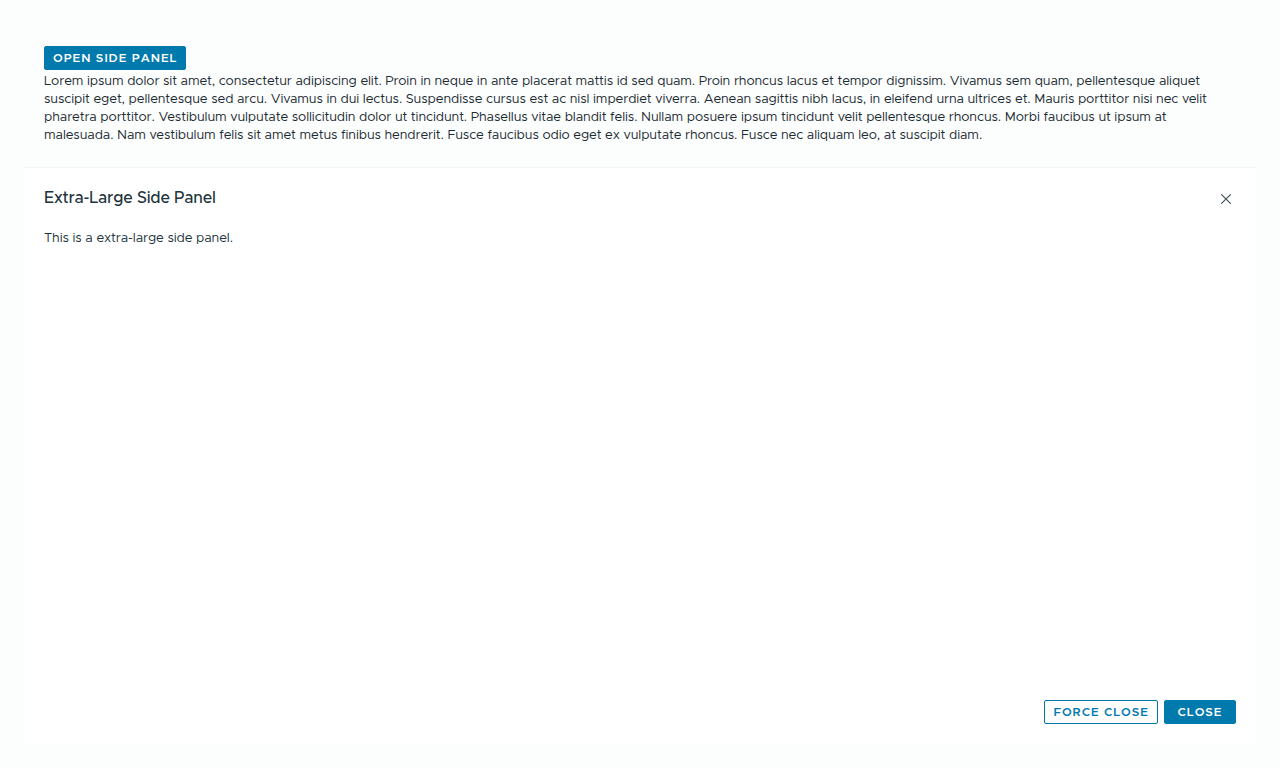 OPEN SIDE PANEL
Lorem ipsum dolor sit amet, consectetur adipiscing elit. Proin in neque in ante placerat mattis id sed quam. Proin rhoncus lacus et tempor dignissim. Vivamus sem quam, pellentesque aliquet
suscipit eget, pellentesque sed arcu. Vivamus in dui lectus. Suspendisse cursus est ac nisl imperdiet viverra. Aenean sagittis nibh lacus, in eleifend urna ultrices et. Mauris porttitor nisi nec velit
pharetra porttitor. Vestibulum vulputate sollicitudin dolor ut tincidunt. Phasellus vitae blandit felis. Nullam posuere ipsum tincidunt velit pellentesque rhoncus. Morbi faucibus ut ipsum at
malesuada. Nam vestibulum felis sit amet metus finibus hendrerit. Fusce faucibus odio eget ex vulputate rhoncus. Fusce nec aliquam leo, at suscipit diam.
Extra-Large Side Panel
This is a extra-large side panel.
FORCE CLOSE
CLOSE